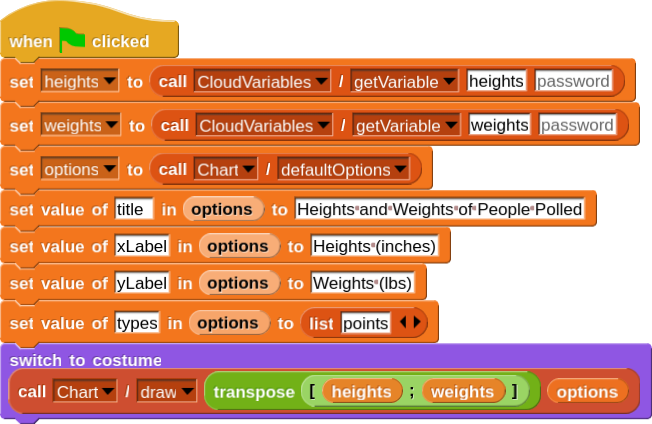 when clicked
set heights to call CloudVariables / getVariable heights password
set weights to call CloudVariables / getVariable weights password
set options to call Chart / defaultOptions
set value of title in options to Heights and Weights of People Polled
set value of xLabel in options to Heights (inches)
set value of yLabel in options to Weights (lbs)
set value of types in options to list points
switch to costume
call Chart / draw transpose [ heights ; weights ] options